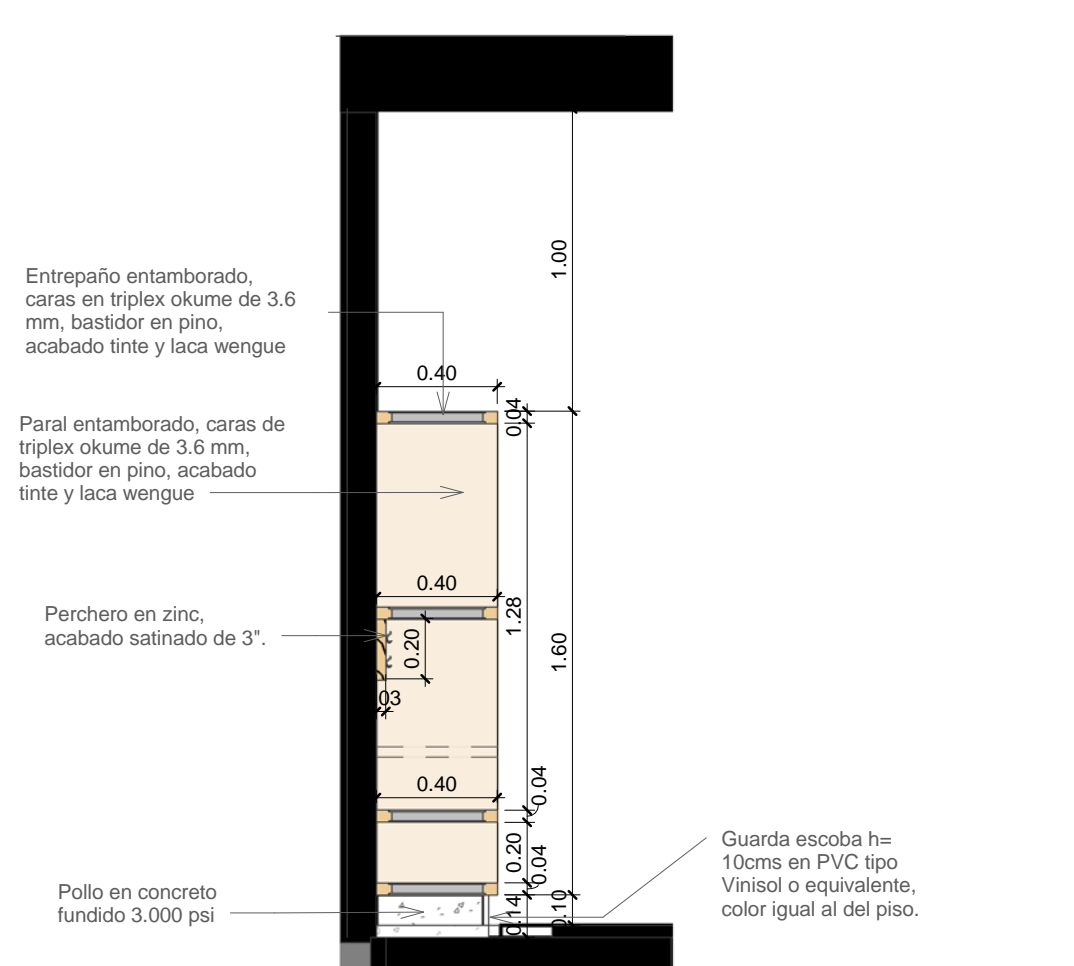 1.00
Entrepaño entamborado,
caras en triplex okume de 3.6
mm, bastidor en pino,
acabado tinte y laca wengue
0.40
0.04
Paral entamborado, caras de
triplex okume de 3.6 mm,
bastidor en pino, acabado
tinte y laca wengue
0.40
1.28
Perchero en zinc,
acabado satinado de 3".
0.20
1.60
03
0.40
0.04
0.20
0.04
Guarda escoba h=
10cms en PVC tipo
Vinisol o equivalente,
color igual al del piso.
Pollo en concreto
fundido 3.000 psi
0.14
0.10